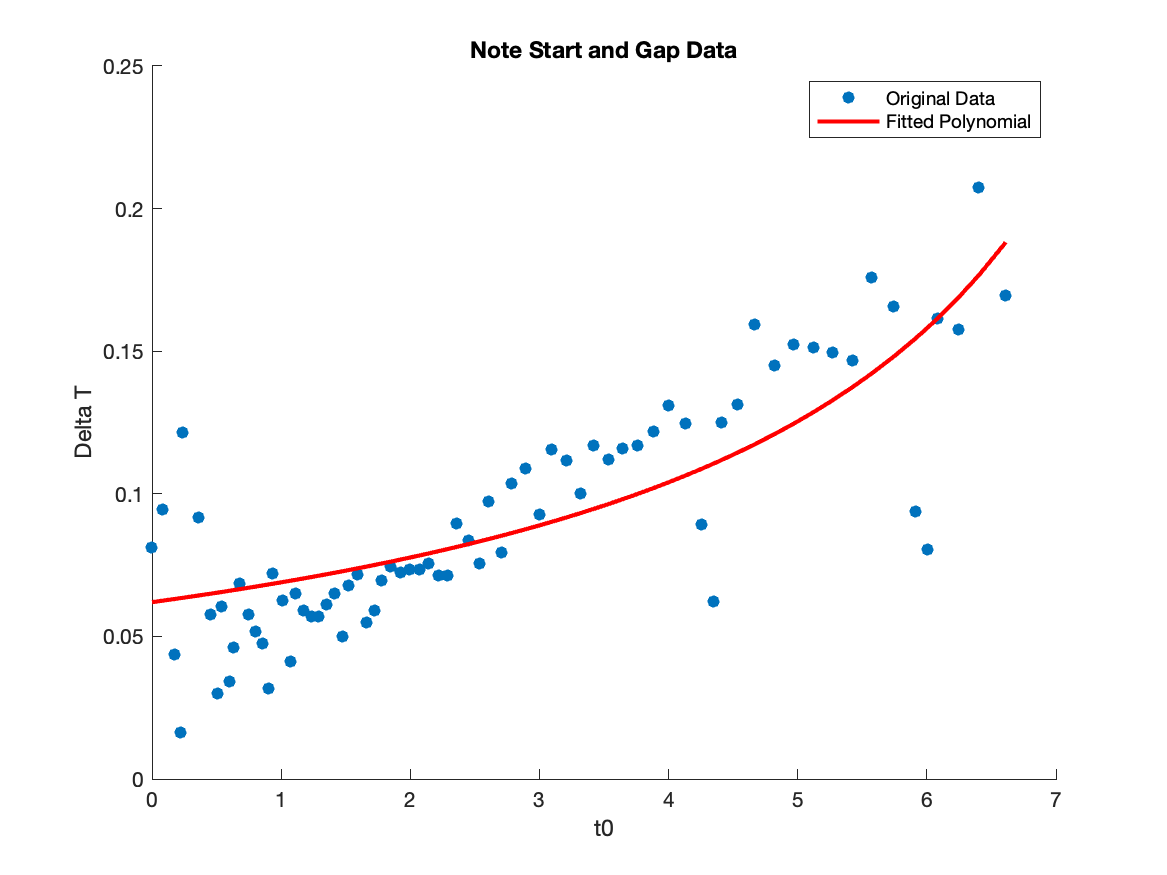 Note Start and Gap Data
0.25
Original Data
Fitted Polynomial
0.2
0.15
Delta T
0.1
0.05
0
0 1 2 3 4 5 6 7
t0